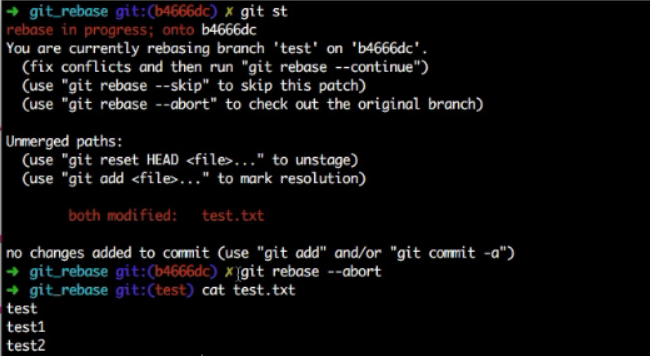 ➜ git_rebase git:(b4666dc) ✗ git st
rebase in progress; onto b4666dc
You are currently rebasing branch 'test' on 'b4666dc'.
(fix conflicts and then run "git rebase --continue")
(use "git rebase --skip" to skip this patch)
(use "git rebase --abort" to check out the original branch)
Unmerged paths:
(use "git reset HEAD <file>..." to unstage)
(use "git add <file>..." to mark resolution)
both modified: test.txt
no changes added to commit (use "git add" and/or "git commit -a")
➜ git_rebase git:(b4666dc) ✗ git rebase --abort
➜ git_rebase git:(test) cat test.txt
test
test1
test2